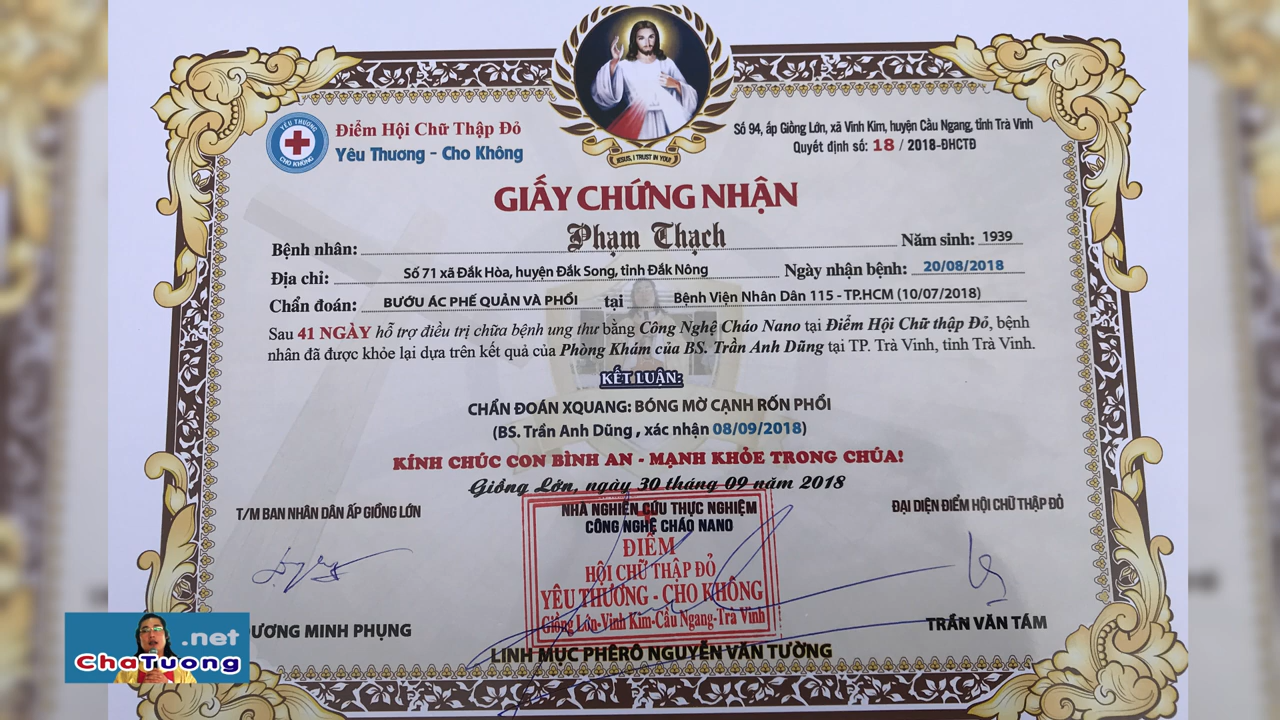 JESUS, I TRUST IN YOU!
YÊU THƯƠNG
CHO KHÔNG
Điểm Hội Chữ Thập Đỏ
Yêu Thương - Cho Không
Số 94, ấp Giồng Lớn, xã Vinh Kim, huyện Cầu Ngang, tỉnh Trà Vinh
Quyết định số: 18 / 2018-ĐHCTĐ
GIẤY CHỨNG NHẬN
Bệnh nhân: Phạm Thạch Năm sinh: 1939
Địa chỉ: Số 71 xã Đắk Hòa, huyện Đắk Song, tỉnh Đắk Nông Ngày nhận bệnh: 20/08/2018
Chẩn đoán: BƯỚU ÁC PHẾ QUẢN VÀ PHỔI tại Bệnh Viện Nhân Dân 115 - TP.HCM (10/07/2018)
Sau 41 NGÀY hỗ trợ điều trị chữa bệnh ung thư bằng Công Nghệ Cháo Nano tại Điểm Hội Chữ thập Đỏ, bệnh
nhân đã được khỏe lại dựa trên kết quả của Phòng Khám của BS. Trần Anh Dũng tại TP. Trà Vinh, tỉnh Trà Vinh.
KẾT LUẬN:
CHẨN ĐOÁN XQUANG: BÓNG MỜ CẠNH RỐN PHỔI
(BS. Trần Anh Dũng , xác nhận 08/09/2018)
KÍNH CHÚC CON BÌNH AN - MẠNH KHỎE TRONG CHÚA!
Giồng Lớn, ngày 30 tháng 09 năm 2018
T/M BAN NHÂN DÂN ẤP GIỒNG LỚN
NHÀ NGHIÊN CỨU THỰC NGHIỆM
CÔNG NGHỆ CHÁO NANO
ĐẠI DIỆN ĐIỂM HỘI CHỮ THẬP ĐỎ
ĐIỂM
HỘI CHỮ THẬP ĐỎ
YÊU THƯƠNG - CHO KHÔNG
Giồng Lớn-Vinh Kim-Cầu Ngang-Trà Vinh
ƯƠNG MINH PHỤNG
TRẦN VĂN TÁM
LINH MỤC PHÊRÔ NGUYỄN VĂN TƯỜNG
.net
ChaTuong